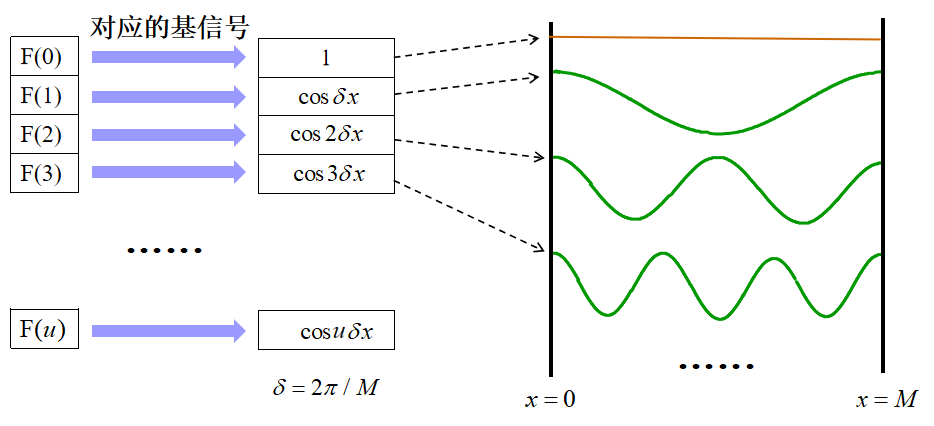 对应的基信号
F(0) 1
F(1) cos δx
F(2) cos 2δx
F(3) cos 3δx
……
F(u) cos uδx
……
δ = 2π / M
x = 0 x = M